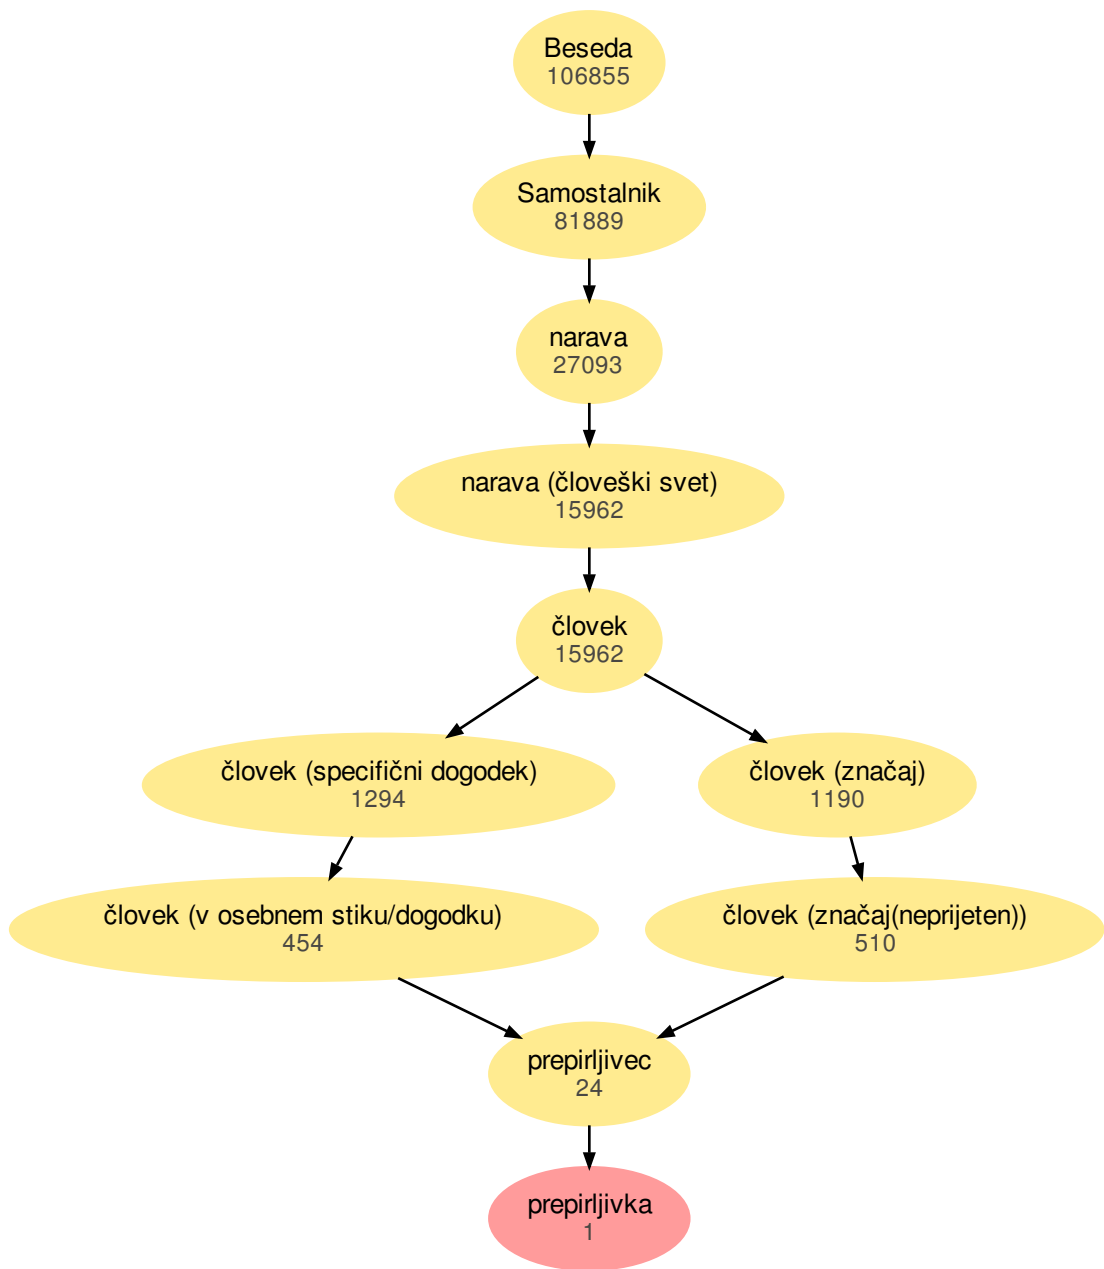 Beseda
106855
Samostalnik
81889
narava
27093
narava (človeški svet)
15962
človek
15962
človek (specifični dogodek)
1294
človek (značaj)
1190
človek (v osebnem stiku/dogodku)
454
človek (značaj(neprijeten))
510
prepirljivec
24
prepirljivka
1